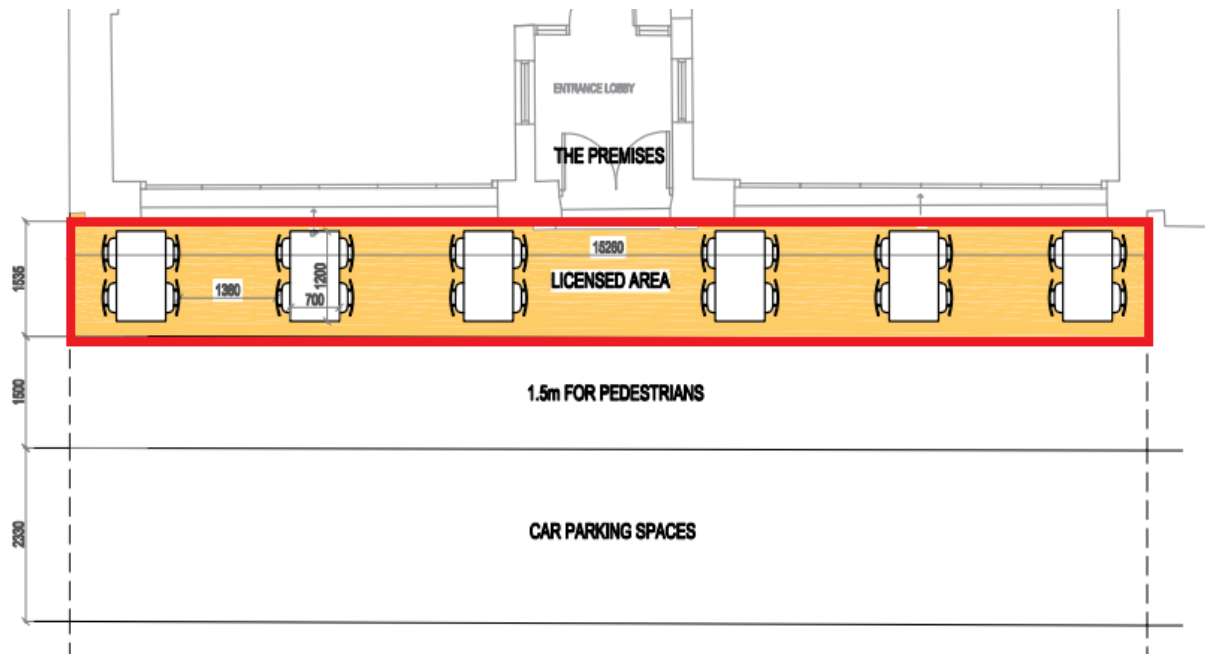 ENTRANCE LOBBY
THE PREMISES
15260
LICENSED AREA
1535
1380
1200
700
1500
1.5m FOR PEDESTRIANS
2330
CAR PARKING SPACES